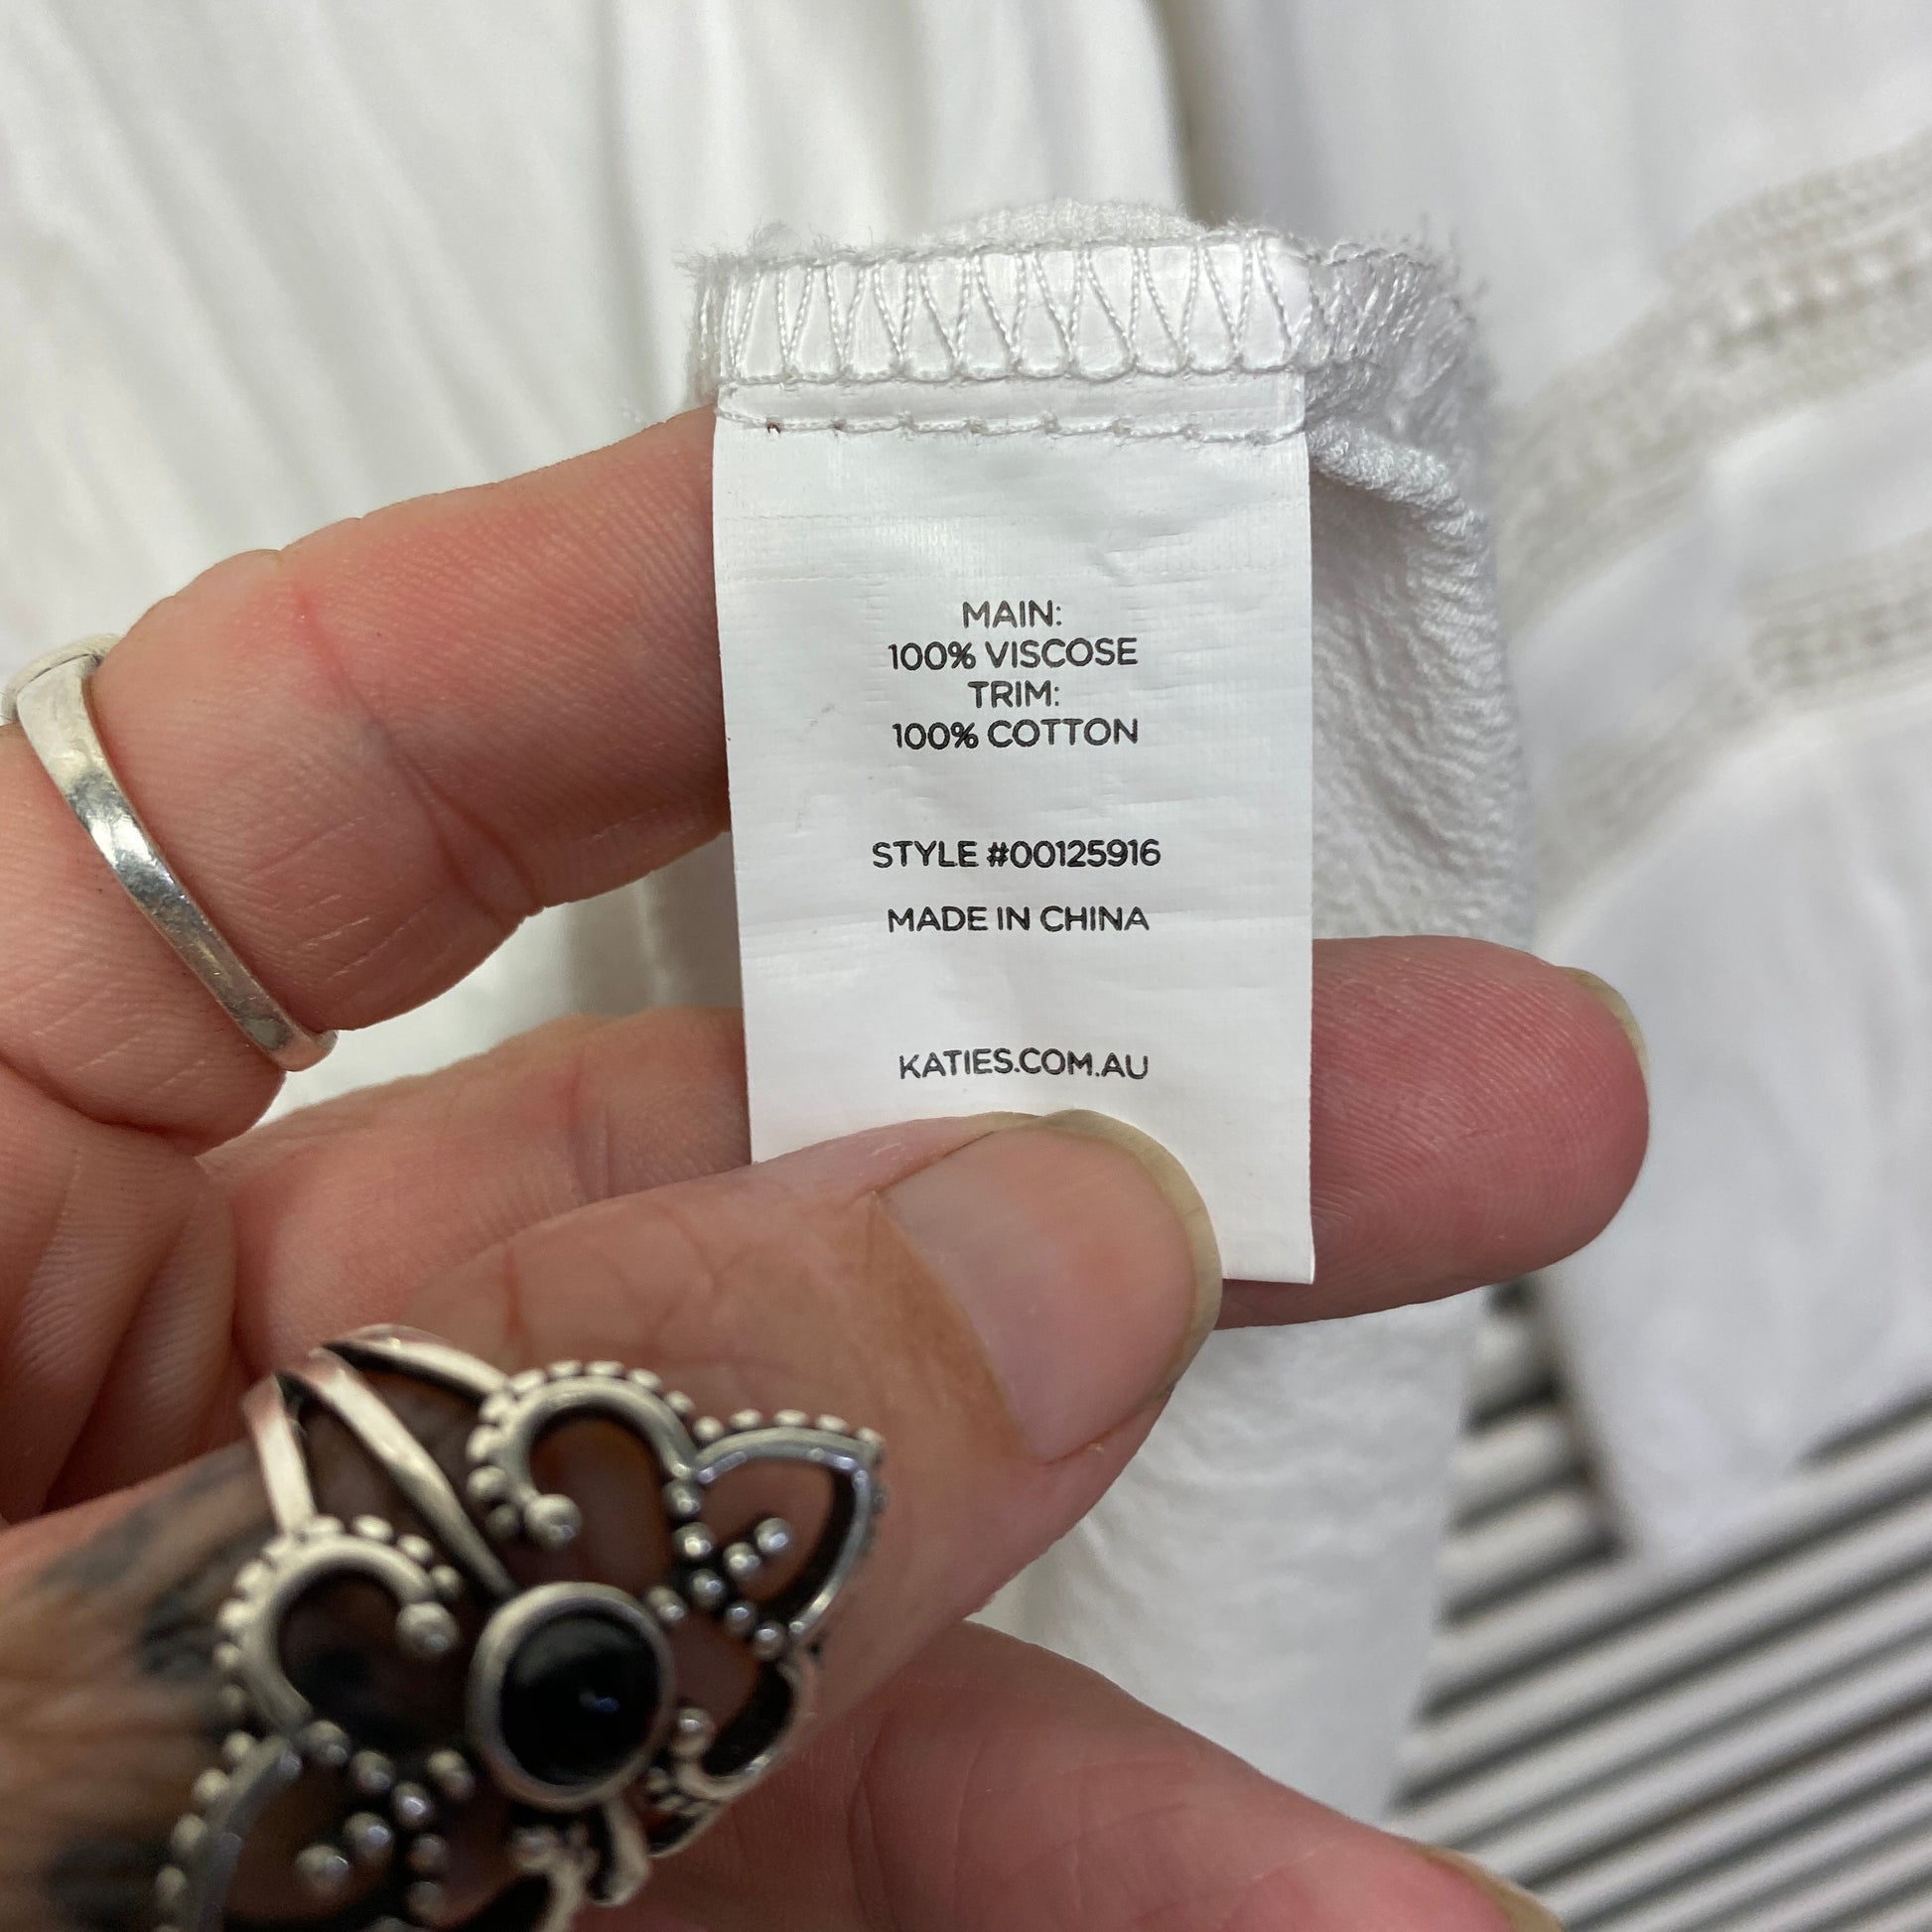 MAIN:
100% VISCOSE
TRIM:
100% COTTON
STYLE #00125916
MADE IN CHINA
KATIES.COM.AU